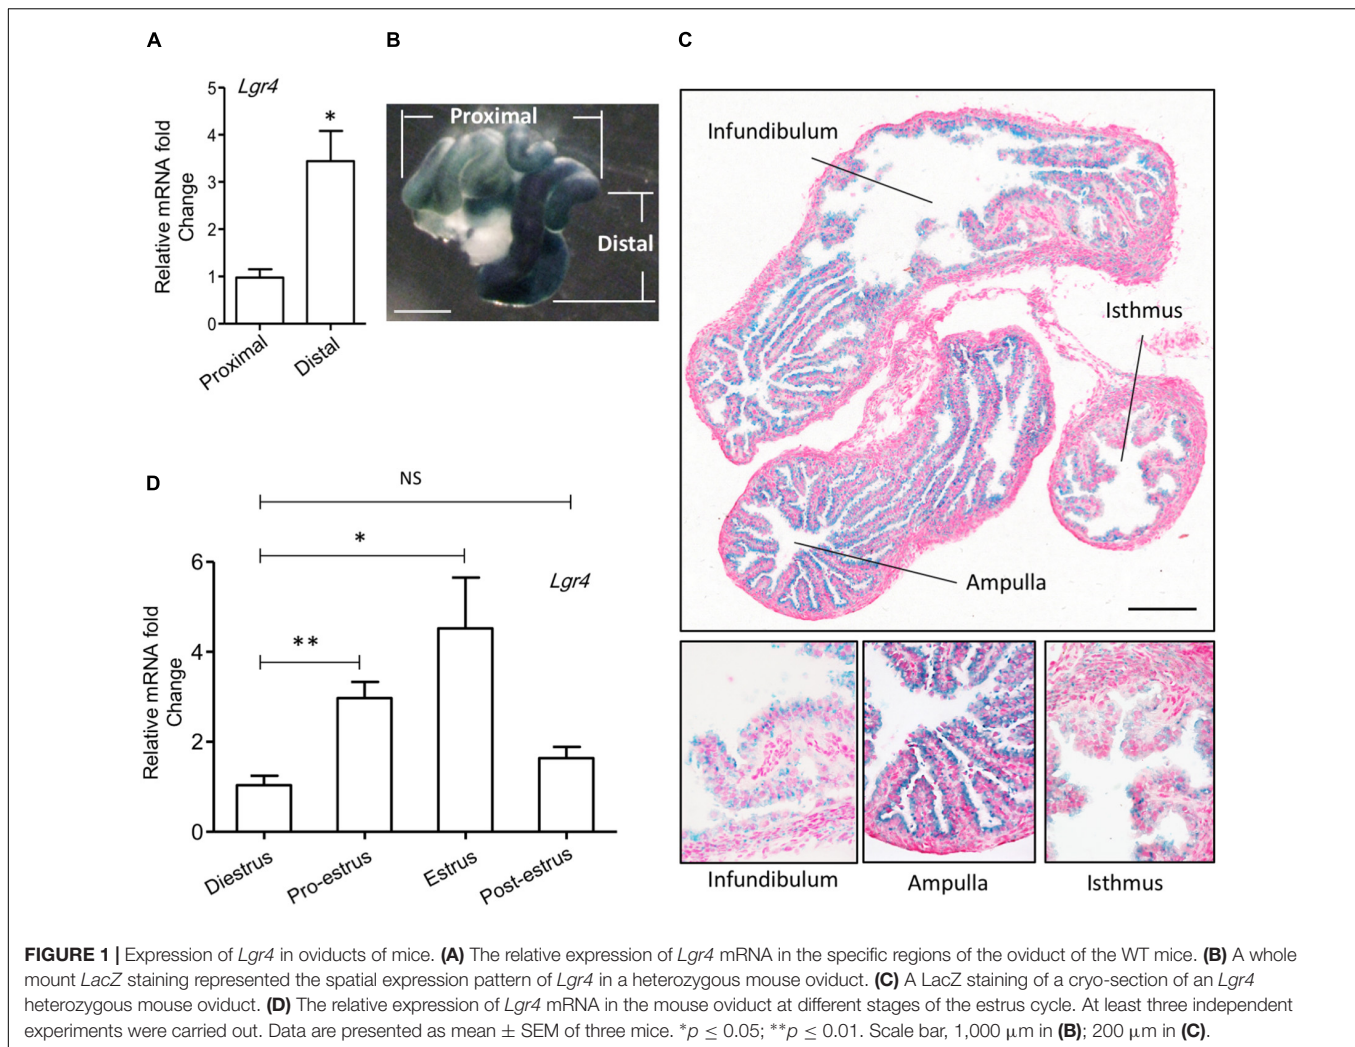 A
Lgr4
Relative mRNA fold
Change
5
4
3
2
1
0
*
Proximal
Distal
B
Proximal
Distal
C
Infundibulum
Isthmus
Ampulla
Infundibulum
Ampulla
Isthmus
D
NS
*
**
Lgr4
Relative mRNA fold
Change
6
4
2
0
Diestrus
Pro-estrus
Estrus
Post-estrus
FIGURE 1 | Expression of Lgr4 in oviducts of mice. (A) The relative expression of Lgr4 mRNA in the specific regions of the oviduct of the WT mice. (B) A whole
mount LacZ staining represented the spatial expression pattern of Lgr4 in a heterozygous mouse oviduct. (C) A LacZ staining of a cryo-section of an Lgr4
heterozygous mouse oviduct. (D) The relative expression of Lgr4 mRNA in the mouse oviduct at different stages of the estrus cycle. At least three independent
experiments were carried out. Data are presented as mean ± SEM of three mice. *p ≤ 0.05; **p ≤ 0.01. Scale bar, 1,000 μm in (B); 200 μm in (C).